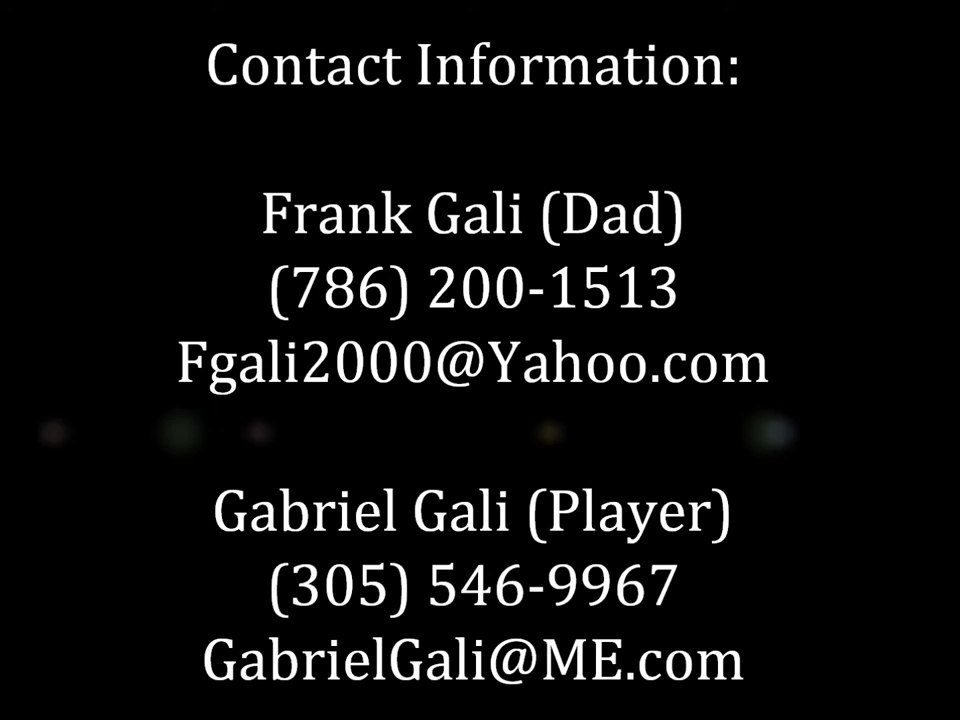 Contact Information:
Frank Gali (Dad)
(786) 200-1513
Fgali2000@Yahoo.com
Gabriel Gali (Player)
(305) 546-9967
GabrielGali@ME.com